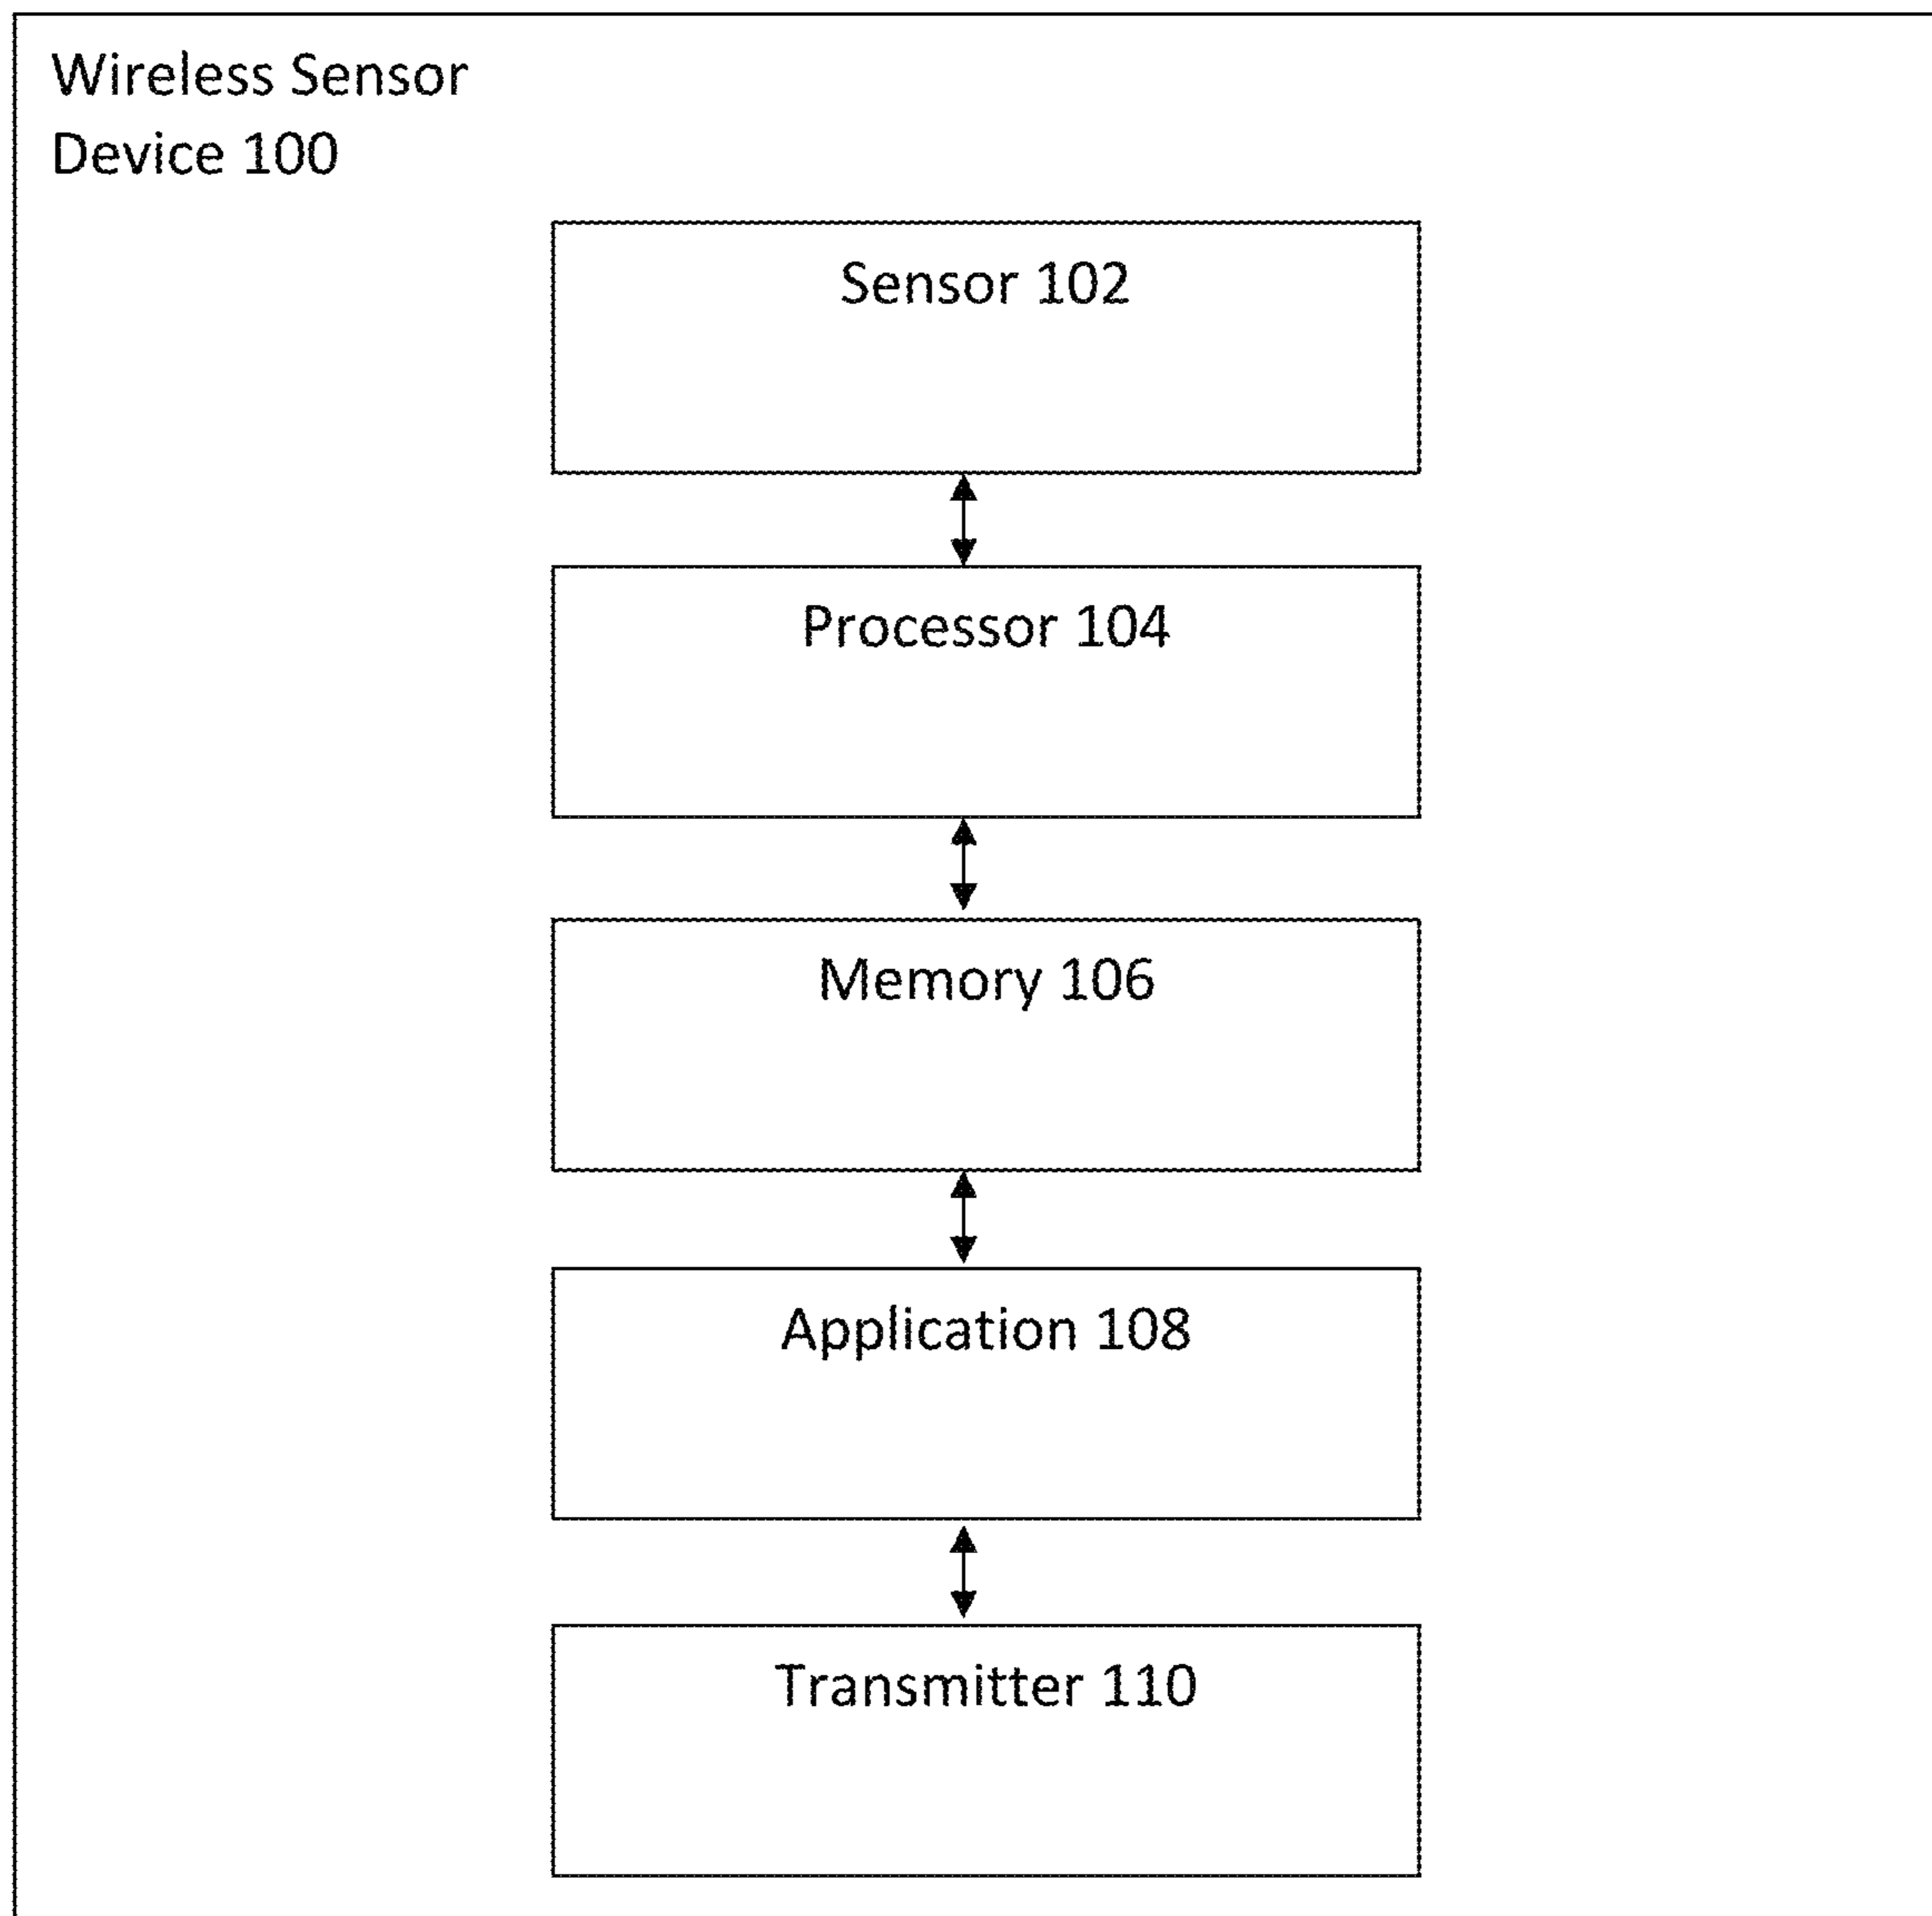 Wireless Sensor
Device 100
Sensor 102
Processor 104
Memory 106
Application 108
Transmitter 110